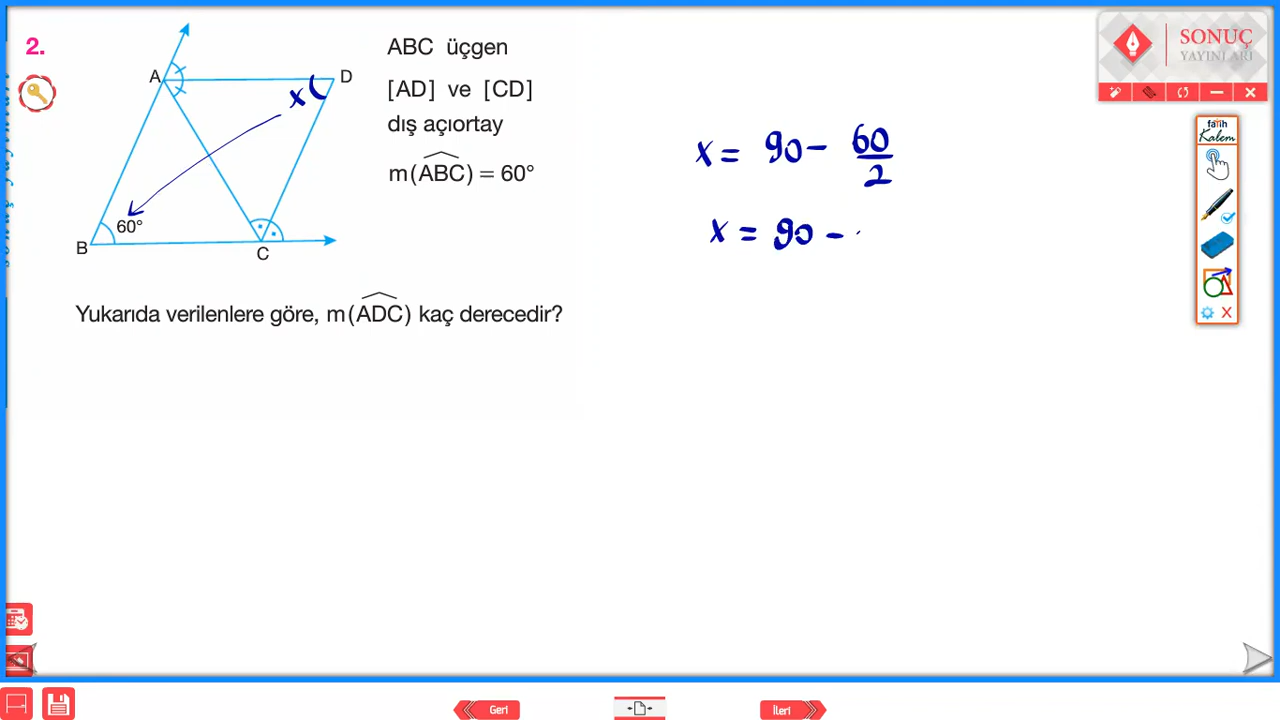 2.
A
D
x
60°
B
C
ABC üçgen
[AD] ve [CD]
dış açıortay
m(ABC) = 60°
Yukarıda verilenlere göre, m(ADC) kaç derecedir?
x = 90 - 60/2
x = 90 -
SONUÇ
YAYINLARI
fatih
Kalem
Geri
İleri